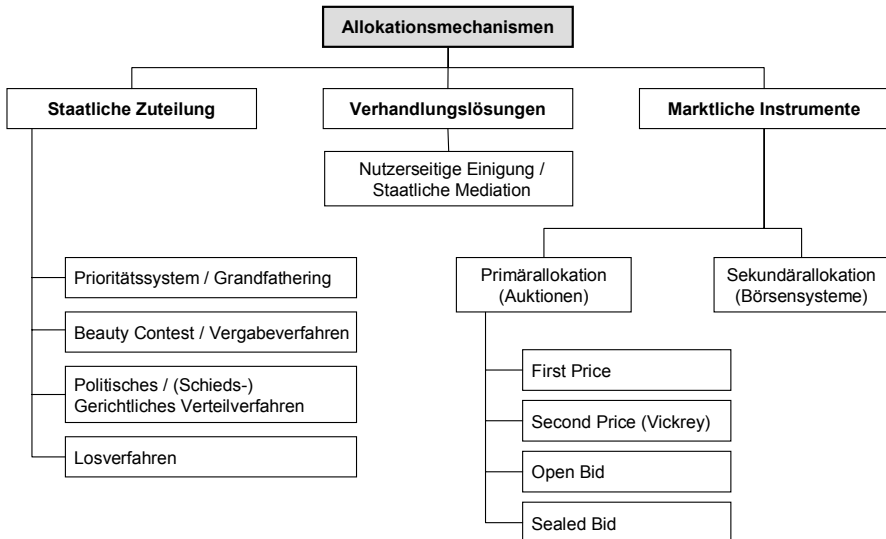 Allokationsmechanismen
Staatliche Zuteilung
Verhandlungslösungen
Marktliche Instrumente
Nutzerseitige Einigung /
Staatliche Mediation
Prioritätssystem / Grandfathering
Beauty Contest / Vergabeverfahren
Politisches / (Schieds-)
Gerichtliches Verteilverfahren
Losverfahren
Primärallokation
(Auktionen)
Sekundärallokation
(Börsensysteme)
First Price
Second Price (Vickrey)
Open Bid
Sealed Bid